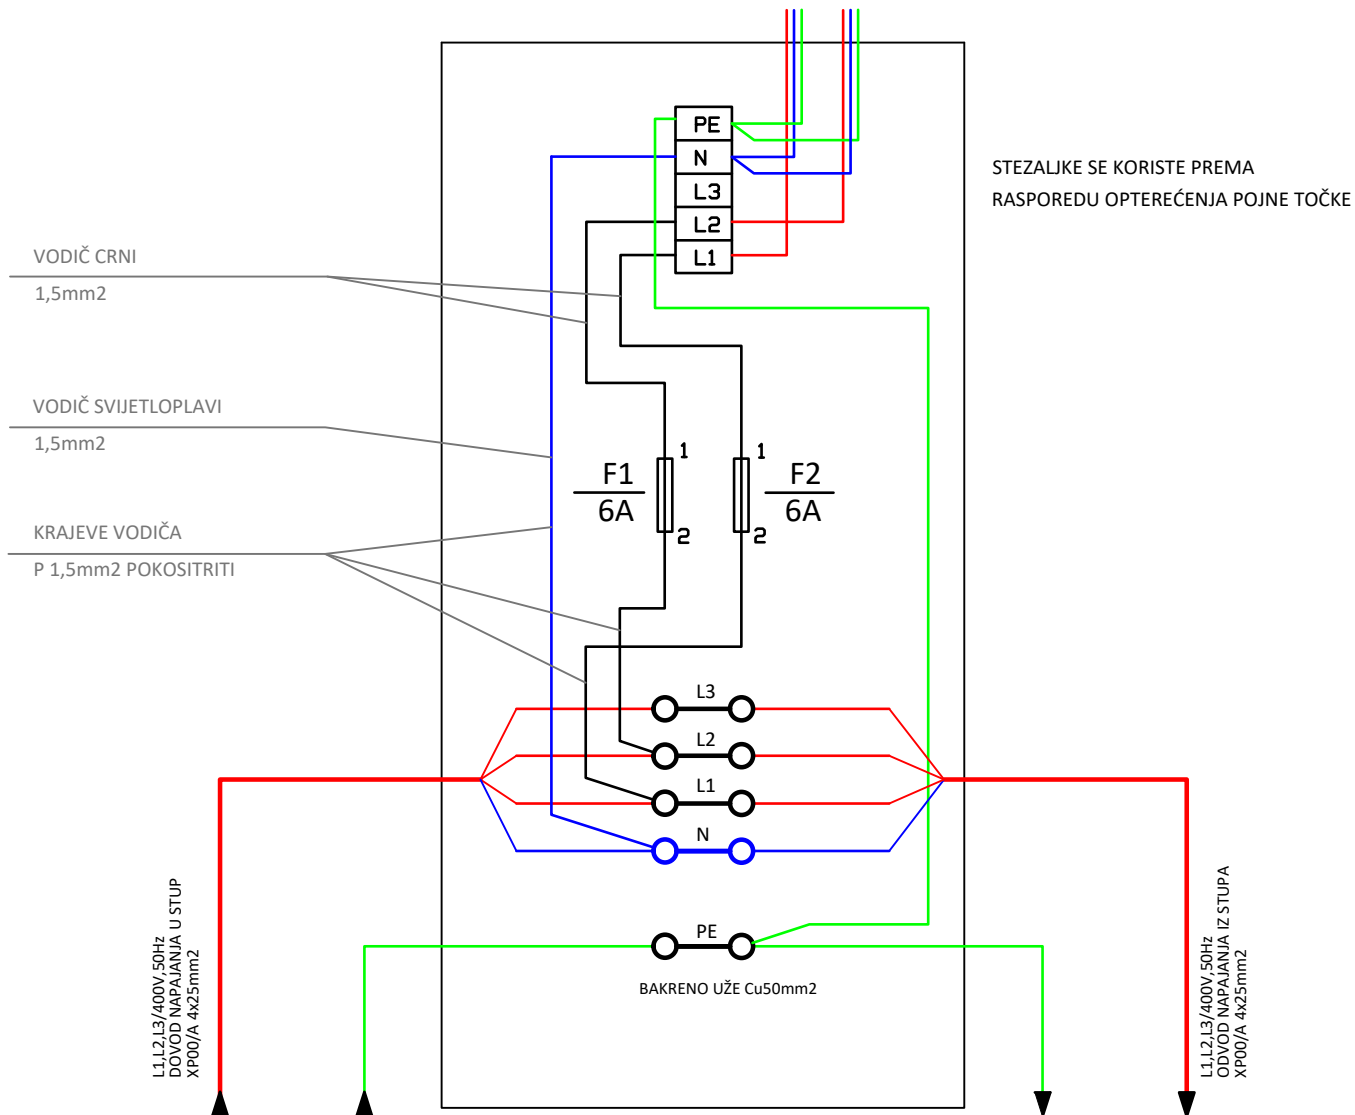 PE
N
L3
L2
L1
STEZALJKE SE KORISTE PREMA
RASPOREDU OPTEREĆENJA POJNE TOČKE
VODIČ CRNI
1,5mm2
VODIČ SVIJETLOPLAVI
1,5mm2
KRAJEVE VODIČA
P 1,5mm2 POKOSITRITI
F1
6A
1
2
1
2
F2
6A
L3
L2
L1
N
PE
BAKRENO UŽE Cu50mm2
L1,L2,L3/400V,50Hz
DOVOD NAPAJANJA U STUP
XP00/A 4x25mm2
L1,L2,L3/400V,50Hz
ODVOD NAPAJANJA IZ STUPA
XP00/A 4x25mm2